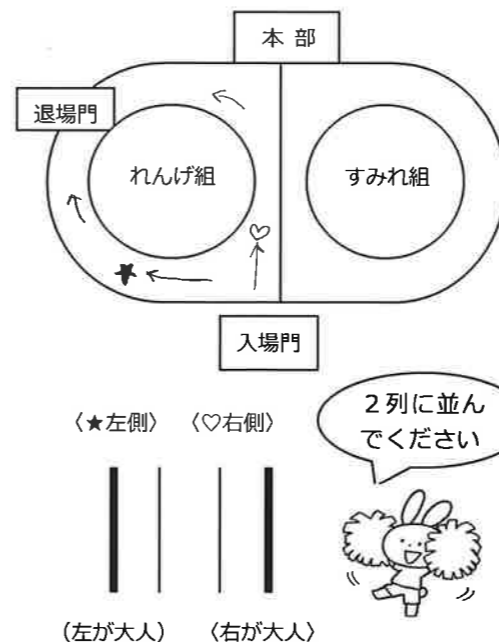 本 部
退場門
れんげ組
すみれ組
入場門
〈★左側〉 〈♡右側〉
２列に並ん
でください
(左が大人) 〈右が大人〉